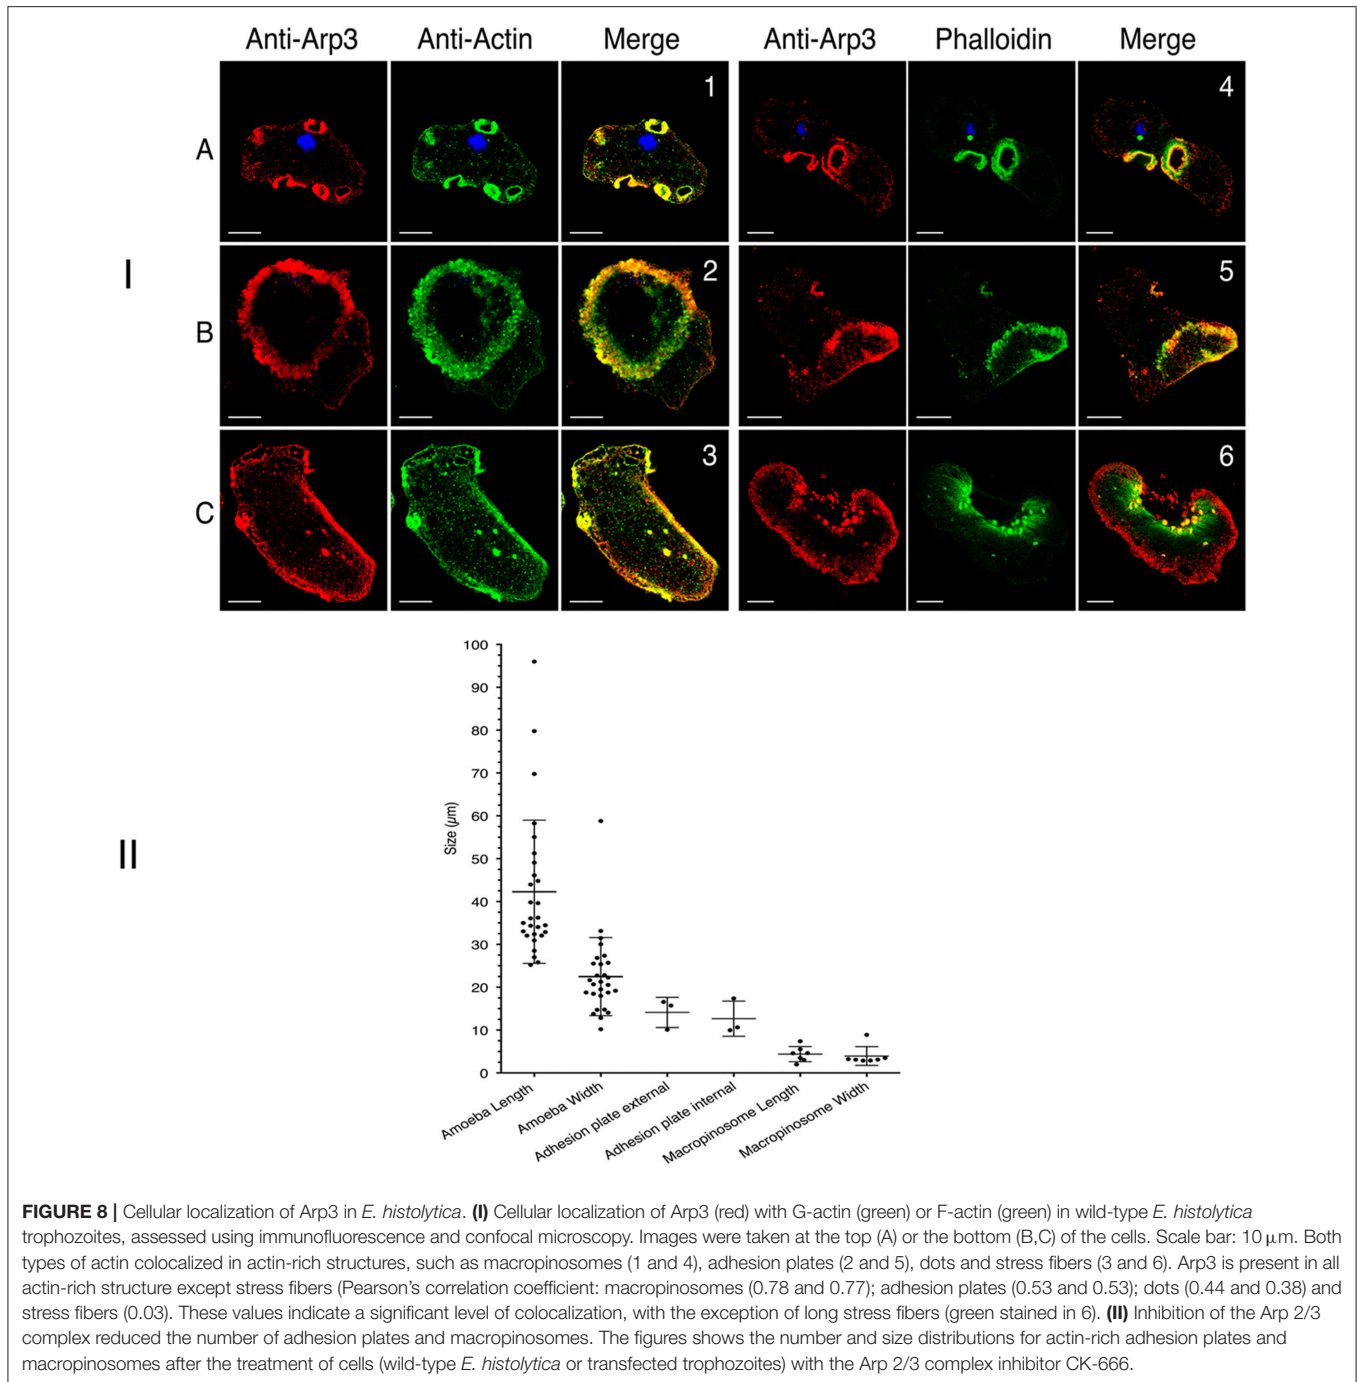 Anti-Arp3 Anti-Actin Merge Anti-Arp3 Phalloidin Merge
1 4
A
I
2 5
B
3 6
C
II
100
90
80
70
60
50
40
30
20
10
0
Size (µm)
Amoeba Length
Amoeba Width
Adhesion plate external
Adhesion plate internal
Macropinosome Length
Macropinosome Width
FIGURE 8 | Cellular localization of Arp3 in E. histolytica. (I) Cellular localization of Arp3 (red) with G-actin (green) or F-actin (green) in wild-type E. histolytica
trophozoites, assessed using immunofluorescence and confocal microscopy. Images were taken at the top (A) or the bottom (B,C) of the cells. Scale bar: 10 µm. Both
types of actin colocalized in actin-rich structures, such as macropinosomes (1 and 4), adhesion plates (2 and 5), dots and stress fibers (3 and 6). Arp3 is present in all
actin-rich structure except stress fibers (Pearson's correlation coefficient: macropinosomes (0.78 and 0.77); adhesion plates (0.53 and 0.53); dots (0.44 and 0.38) and
stress fibers (0.03). These values indicate a significant level of colocalization, with the exception of long stress fibers (green stained in 6). (II) Inhibition of the Arp 2/3
complex reduced the number of adhesion plates and macropinosomes. The figures shows the number and size distributions for actin-rich adhesion plates and
macropinosomes after the treatment of cells (wild-type E. histolytica or transfected trophozoites) with the Arp 2/3 complex inhibitor CK-666.